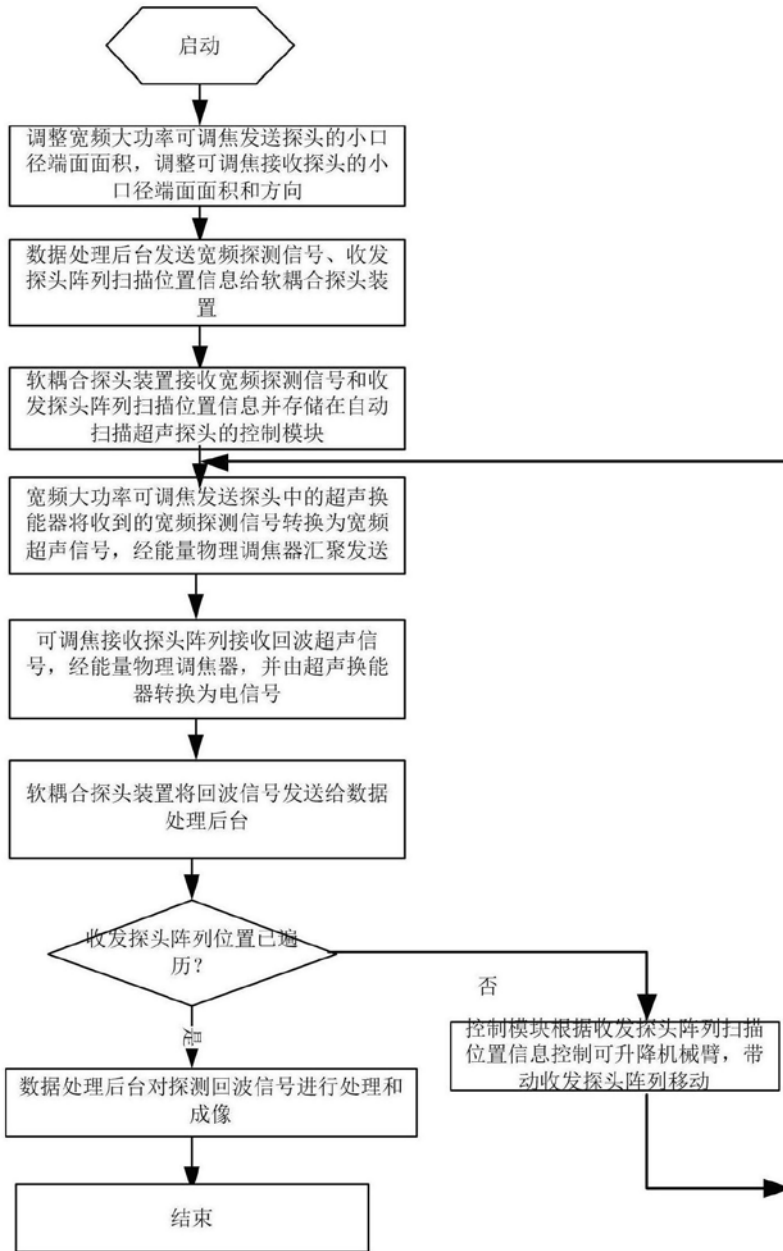 启动
调整宽频大功率可调焦发送探头的小口
径端面面积，调整可调焦接收探头的小
口径端面面积和方向
数据处理后台发送宽频探测信号、收发
探头阵列扫描位置信息给软耦合探头装
置
软耦合探头装置接收宽频探测信号和收
发探头阵列扫描位置信息并存储在自动
扫描超声探头的控制模块
宽频大功率可调焦发送探头中的超声换
能器将收到的宽频探测信号转换为宽频
超声信号，经能量物理调焦器汇聚发送
可调焦接收探头阵列接收回波超声信
号，经能量物理调焦器，并由超声换能
器转换为电信号
软耦合探头装置将回波信号发送给数据
处理后台
收发探头阵列位置已遍
历？
否
是
控制模块根据收发探头阵列扫描
位置信息控制可升降机械臂，带
动收发探头阵列移动
数据处理后台对探测回波信号进行处理和
成像
结束